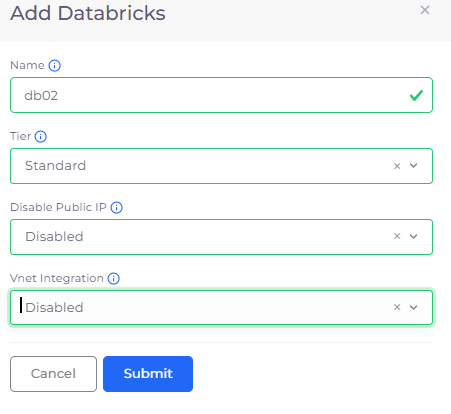 Add Databricks
Name
db02
Tier
Standard
Disable Public IP
Disabled
Vnet Integration
Disabled
Cancel Submit